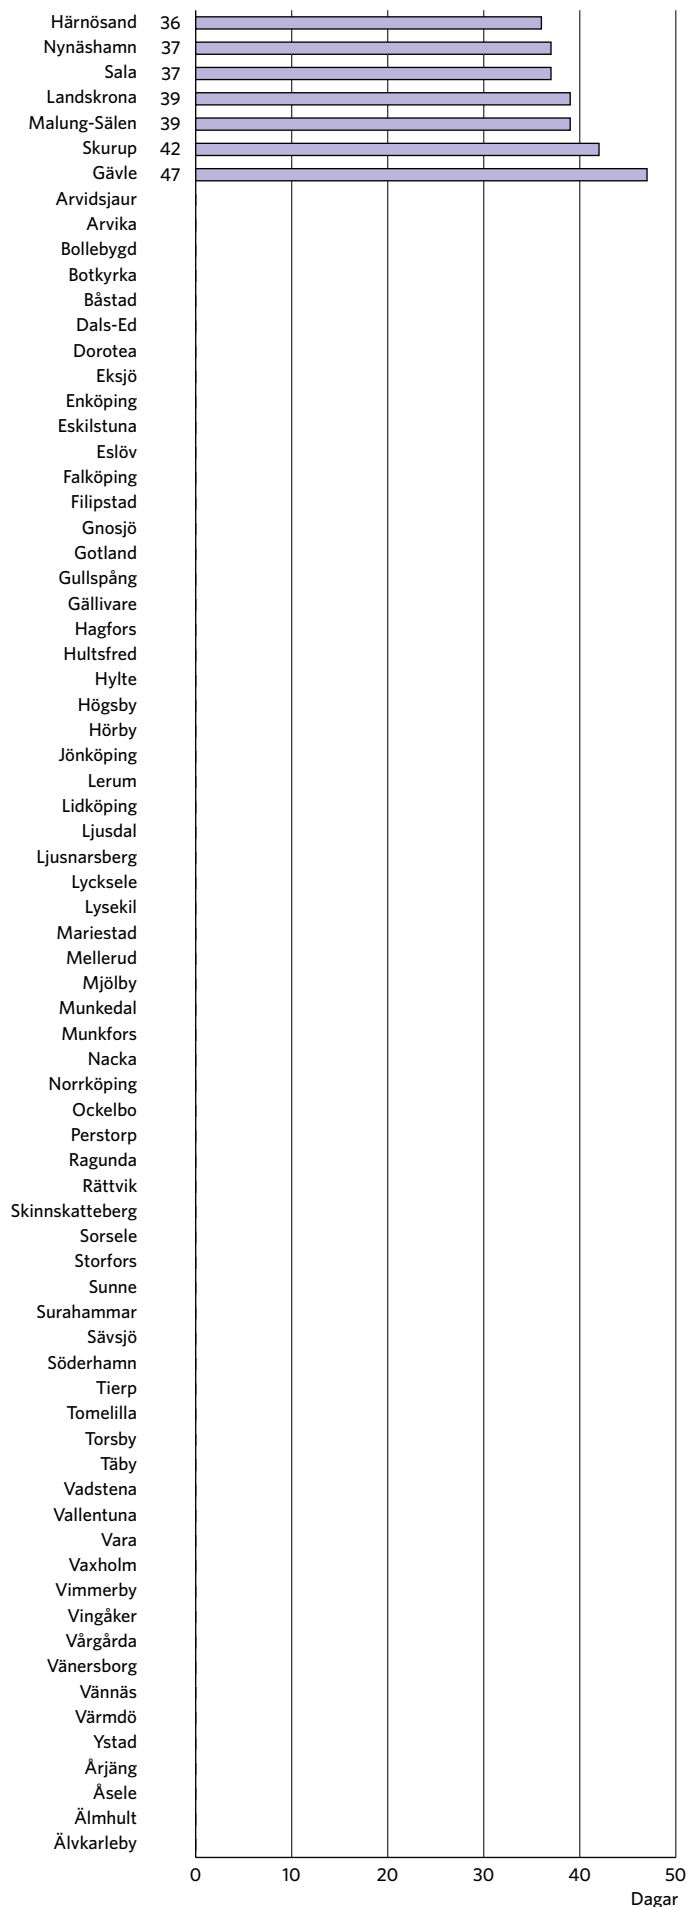 Härnösand 36
Nynäshamn 37
Sala 37
Landskrona 39
Malung-Sälen 39
Skurup 42
Gävle 47
Arvidsjaur
Arvika
Bollebygd
Botkyrka
Båstad
Dals-Ed
Dorotea
Eksjö
Enköping
Eskilstuna
Eslöv
Falköping
Filipstad
Gnosjö
Gotland
Gullspång
Gällivare
Hagfors
Hultsfred
Hylte
Högsby
Hörby
Jönköping
Lerum
Lidköping
Ljusdal
Ljusnarsberg
Lycksele
Lysekil
Mariestad
Mellerud
Mjölby
Munkedal
Munkfors
Nacka
Norrköping
Ockelbo
Perstorp
Ragunda
Rättvik
Skinnskatteberg
Sorsele
Storfors
Sunne
Surahammar
Sävsjö
Söderhamn
Tierp
Tomelilla
Torsby
Täby
Vadstena
Vallentuna
Vara
Vaxholm
Vimmerby
Vingåker
Vårgårda
Vänersborg
Vännäs
Värmdö
Ystad
Årjäng
Åsele
Älmhult
Älvkarleby
0 10 20 30 40 50
Dagar